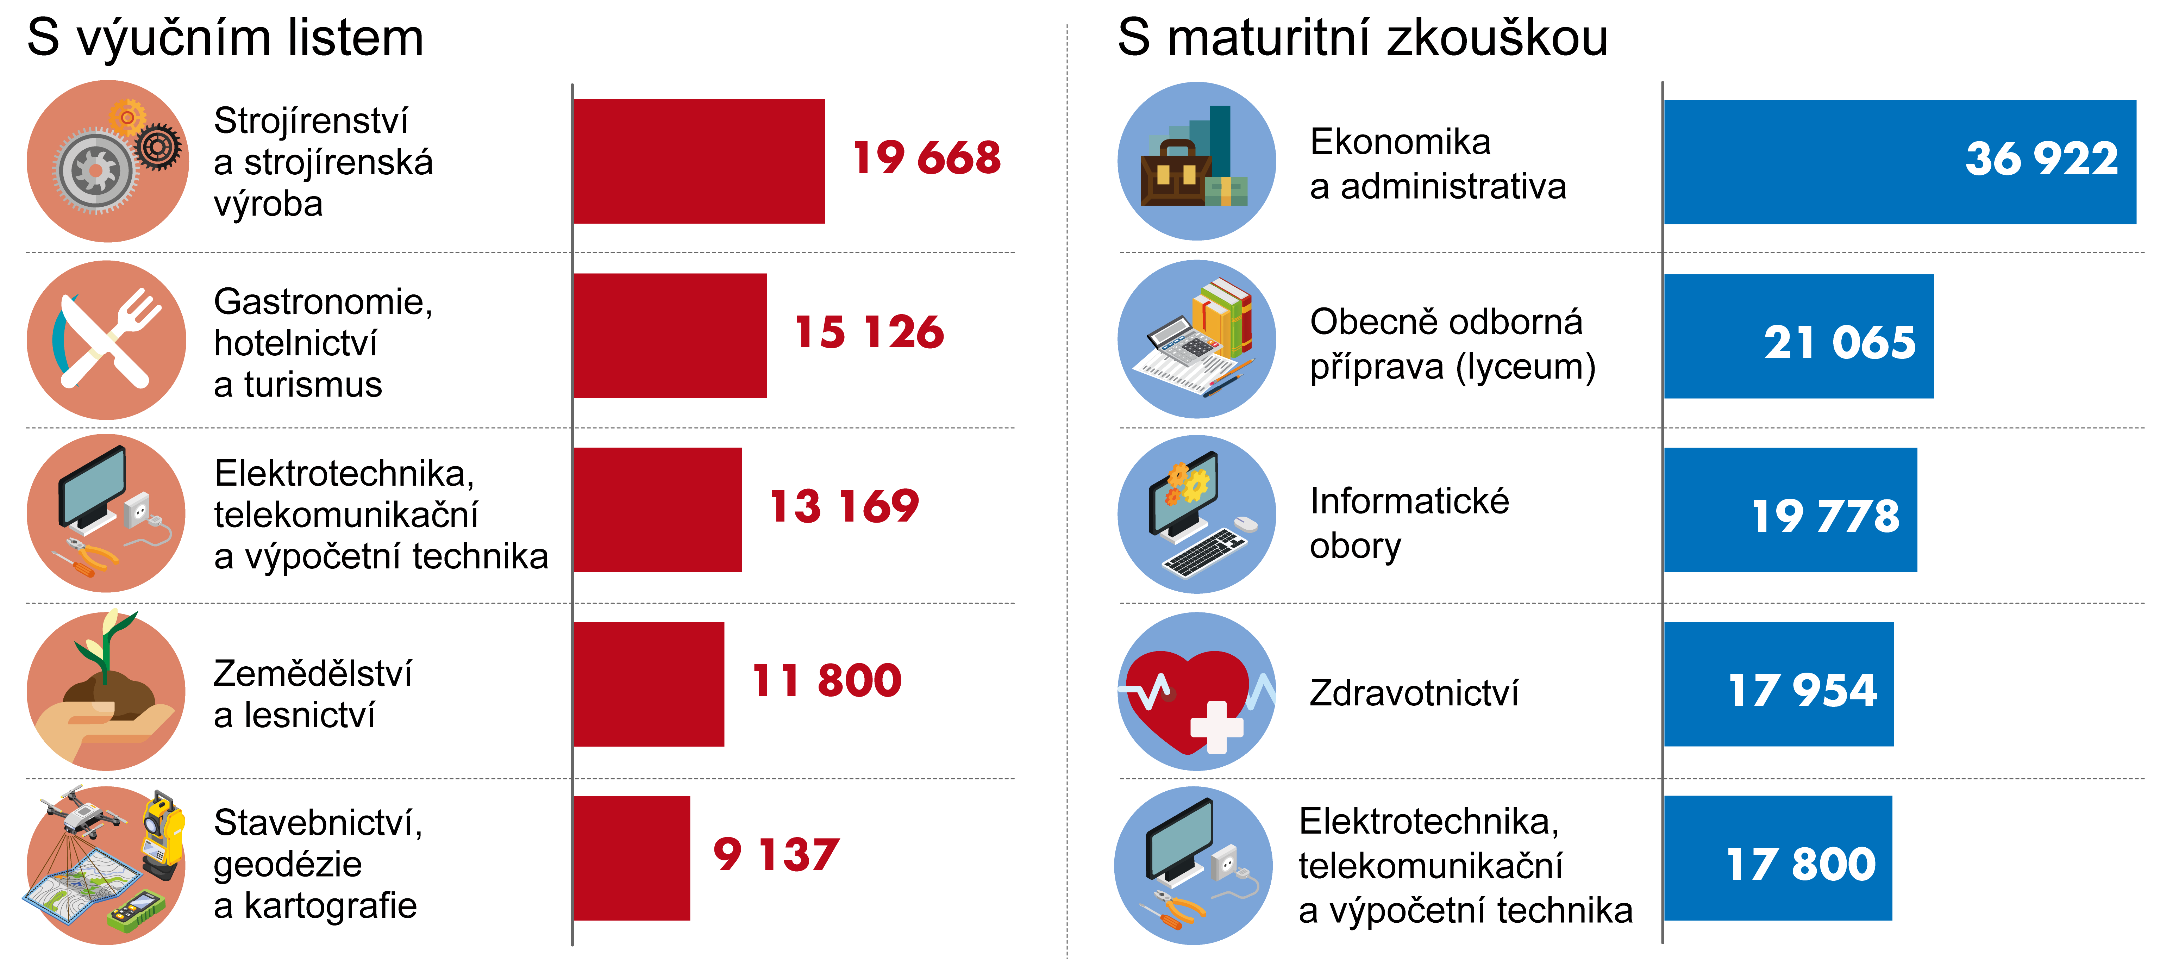 S výučním listem
Strojírenství
a strojírenská
výroba
19 668
Gastronomie,
hotelnictví
a turismus
15 126
Elektrotechnika,
telekomunikační
a výpočetní technika
13 169
Zemědělství
a lesnictví
11 800
Stavebnictví,
geodézie
a kartografie
9 137
S maturitní zkouškou
Ekonomika
a administrativa
36 922
Obecně odborná
příprava (lyceum)
21 065
Informatické
obory
19 778
Zdravotnictví
17 954
Elektrotechnika,
telekomunikační
a výpočetní technika
17 800